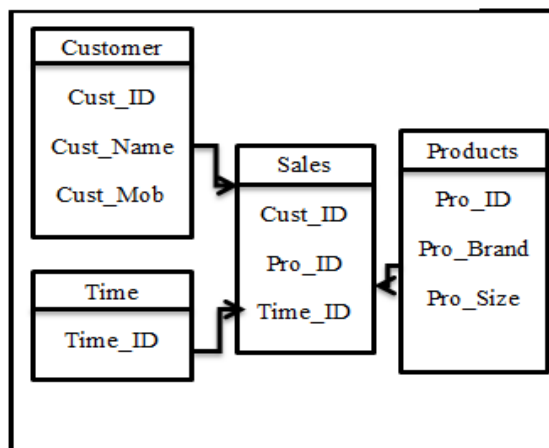 Customer
Cust_ID
Cust_Name
Cust_Mob
Time
Time_ID
Sales
Cust_ID
Pro_ID
Time_ID
Products
Pro_ID
Pro_Brand
Pro_Size